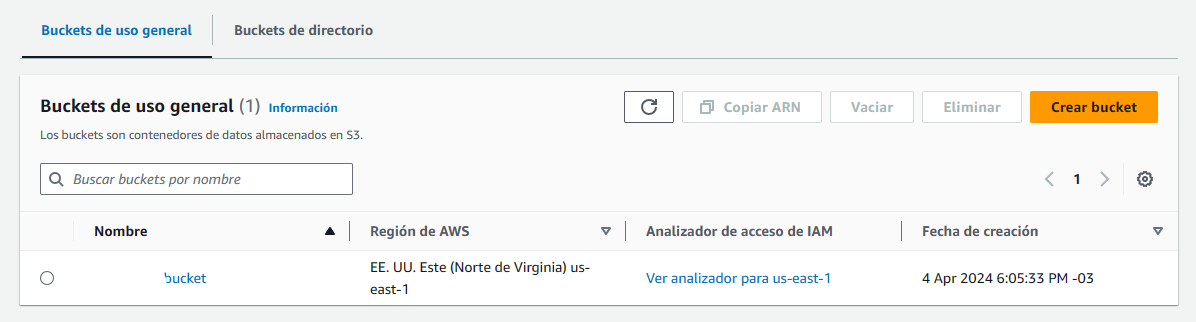 Buckets de uso general
Buckets de directorio
Buckets de uso general (1) Información
Copiar ARN
Vaciar
Eliminar
Crear bucket
Los buckets son contenedores de datos almacenados en S3.
Buscar buckets por nombre
1
Nombre
Región de AWS
Analizador de acceso de IAM
Fecha de creación
bucket
EE. UU. Este (Norte de Virginia) us-
east-1
Ver analizador para us-east-1
4 Apr 2024 6:05:33 PM -03